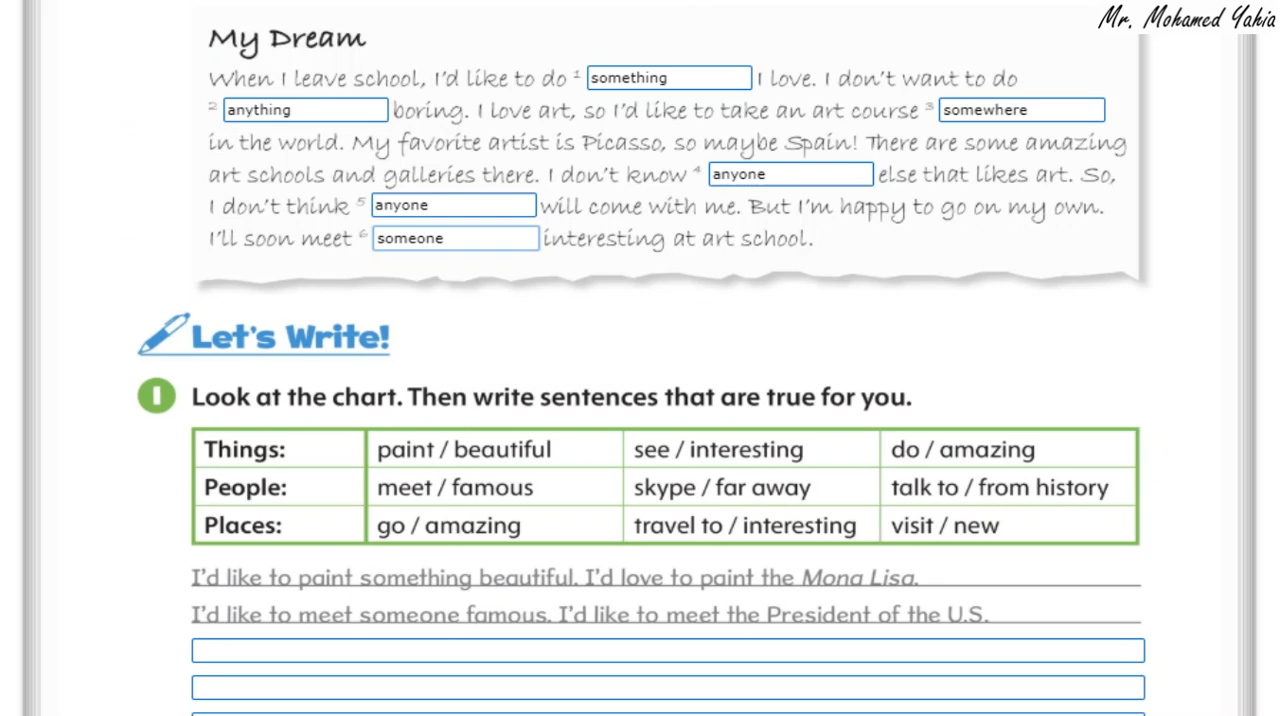 Mr. Mohamed Yahia
My Dream
When I leave school, I'd like to do 1 something I love. I don't want to do
2 anything boring. I love art, so I'd like to take an art course 3 somewhere
in the world. My favorite artist is Picasso, so maybe Spain! There are some amazing
art schools and galleries there. I don't know 4 anyone else that likes art. So,
I don't think 5 anyone will come with me. But I'm happy to go on my own.
I'll soon meet 6 someone interesting at art school.
Let's Write!
1 Look at the chart. Then write sentences that are true for you.
Things: paint / beautiful see / interesting do / amazing
People: meet / famous skype / far away talk to / from history
Places: go / amazing travel to / interesting visit / new
I'd like to paint something beautiful. I'd love to paint the Mona Lisa.
I'd like to meet someone famous. I'd like to meet the President of the U.S.